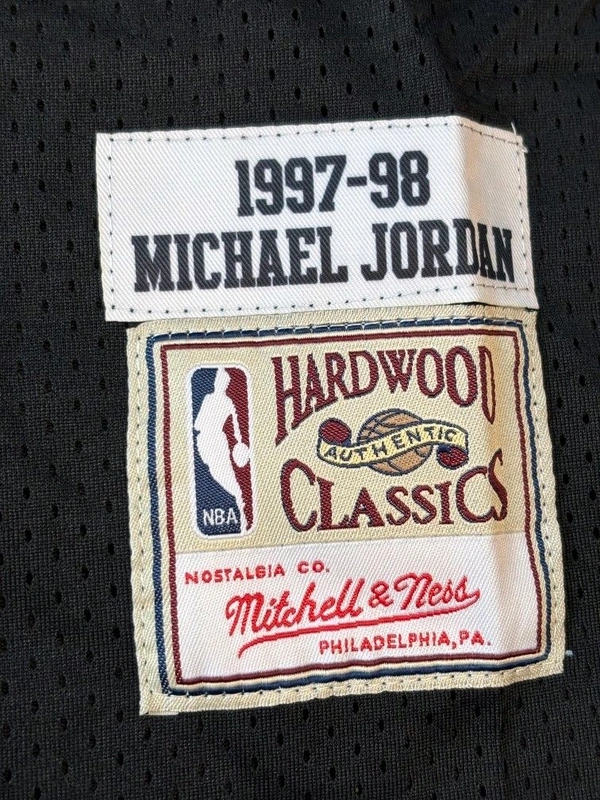 1997-98
MICHAEL JORDAN
HARDWOOD
AUTHENTIC
CLASSICS
NBA
NOSTALGIA CO.
Mitchell & Ness
PHILADELPHIA, PA.